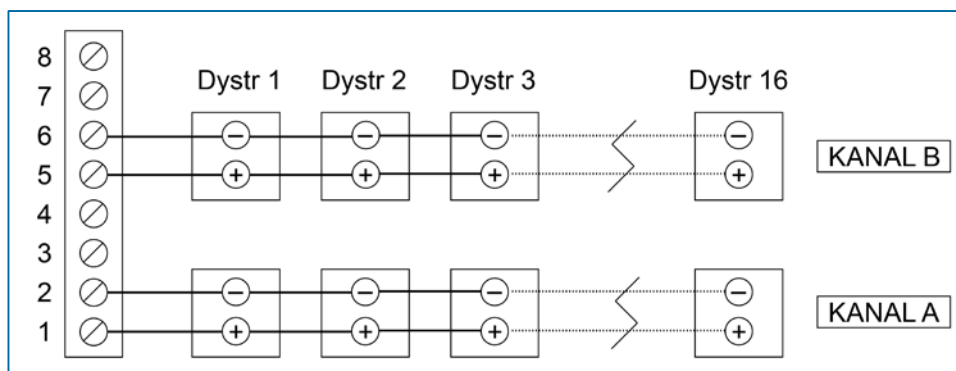 8
Dystr 1 Dystr 2 Dystr 3 Dystr 16
7
6 − − − −
KANAL B
5 + + + +
4
3
2 − − − −
KANAL A
1 + + + +